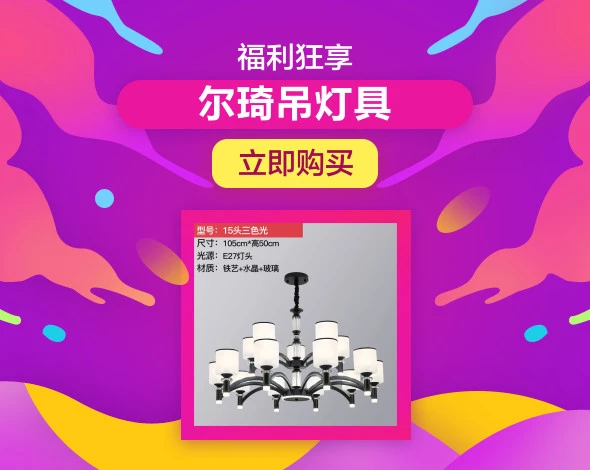 福利狂享
尔琦吊灯具
立即购买
型号：15头三色光
尺寸：105cm*高50cm
光源：E27灯头
材质：铁艺+水晶+玻璃